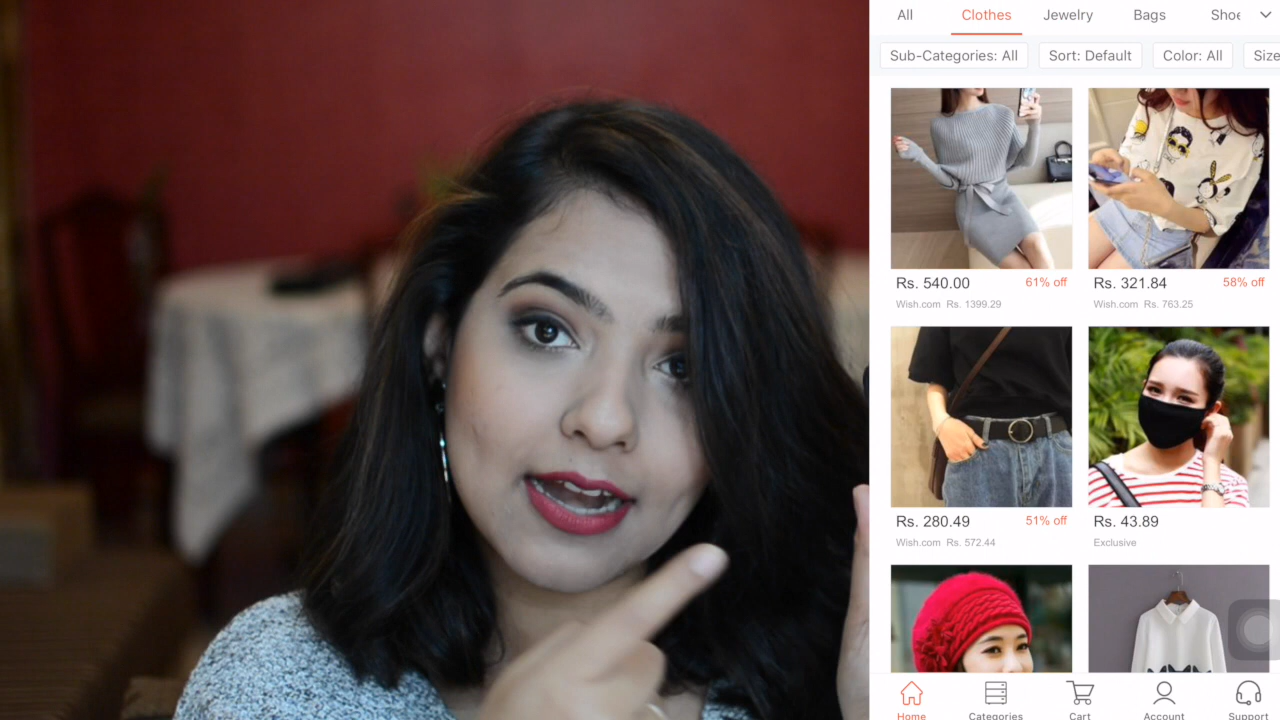 All Clothes Jewelry Bags Shoe
Sub-Categories: All Sort: Default Color: All Size
Rs. 540.00 61% off
Wish.com Rs. 1399.29
Rs. 321.84 58% off
Wish.com Rs. 763.25
Rs. 280.49 51% off
Wish.com Rs. 572.44
Rs. 43.89
Exclusive
Home Categories Cart Account Support